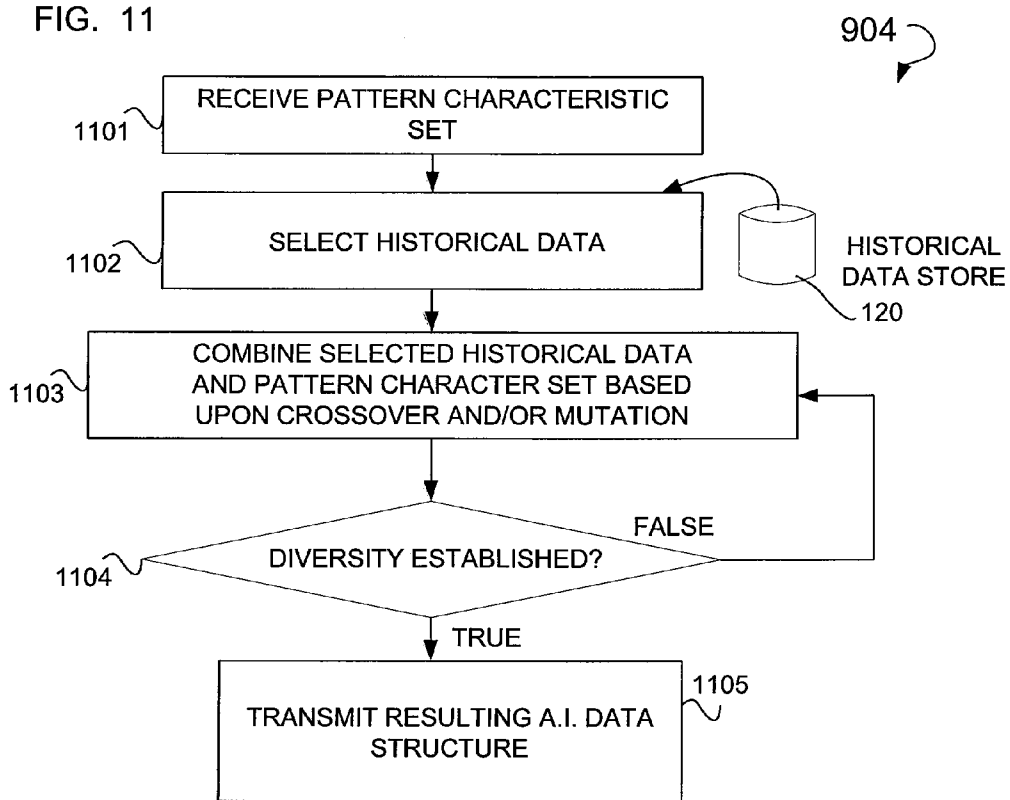 FIG. 11
904
RECEIVE PATTERN CHARACTERISTIC
SET
1101
SELECT HISTORICAL DATA
1102
HISTORICAL
DATA STORE
120
COMBINE SELECTED HISTORICAL DATA
AND PATTERN CHARACTER SET BASED
UPON CROSSOVER AND/OR MUTATION
1103
FALSE
DIVERSITY ESTABLISHED?
1104
TRUE
1105
TRANSMIT RESULTING A.I. DATA
STRUCTURE